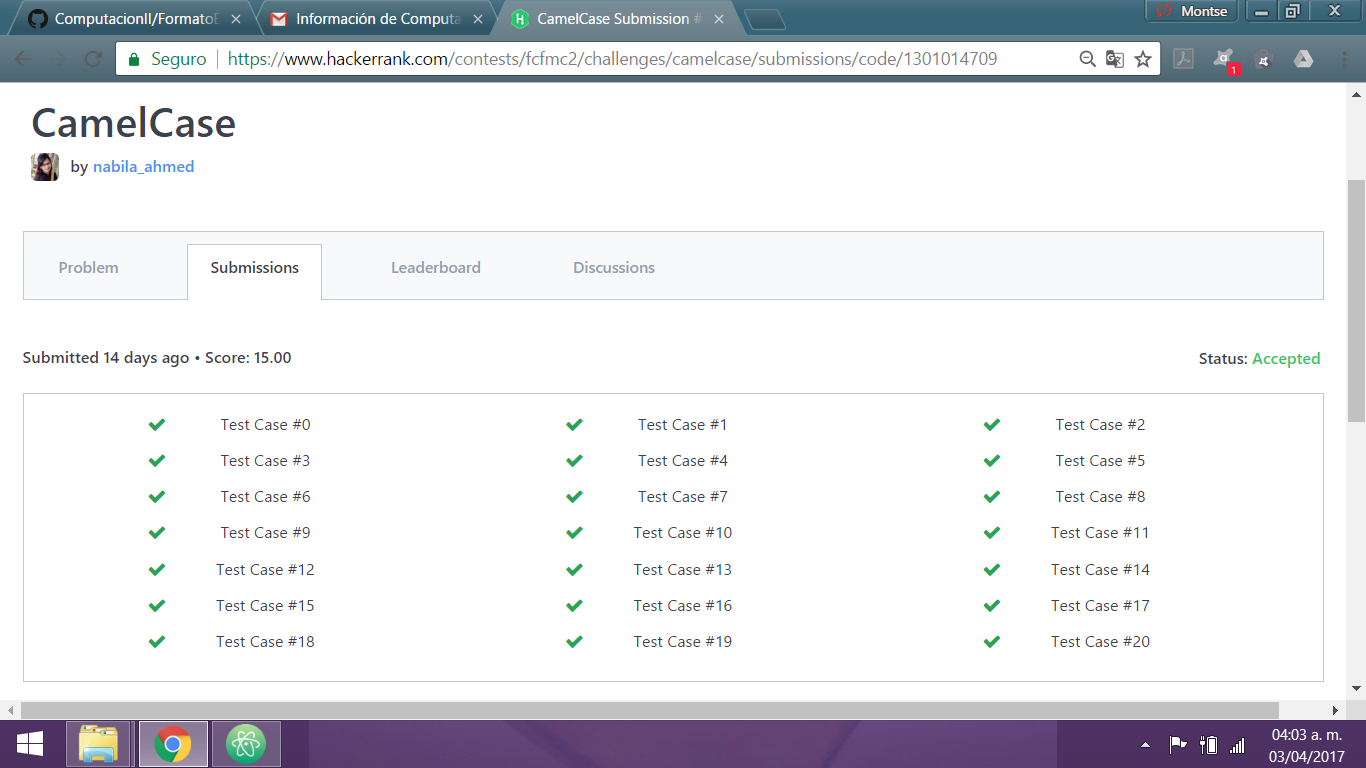 ComputacionII/FormatoE
Información de Computa
CamelCase Submission #
Montse
Seguro https://www.hackerrank.com/contests/fcfmc2/challenges/camelcase/submissions/code/1301014709
1
CamelCase
by nabila_ahmed
Problem Submissions Leaderboard Discussions
Submitted 14 days ago • Score: 15.00 Status: Accepted
Test Case #0 Test Case #1 Test Case #2
Test Case #3 Test Case #4 Test Case #5
Test Case #6 Test Case #7 Test Case #8
Test Case #9 Test Case #10 Test Case #11
Test Case #12 Test Case #13 Test Case #14
Test Case #15 Test Case #16 Test Case #17
Test Case #18 Test Case #19 Test Case #20
04:03 a. m.
03/04/2017